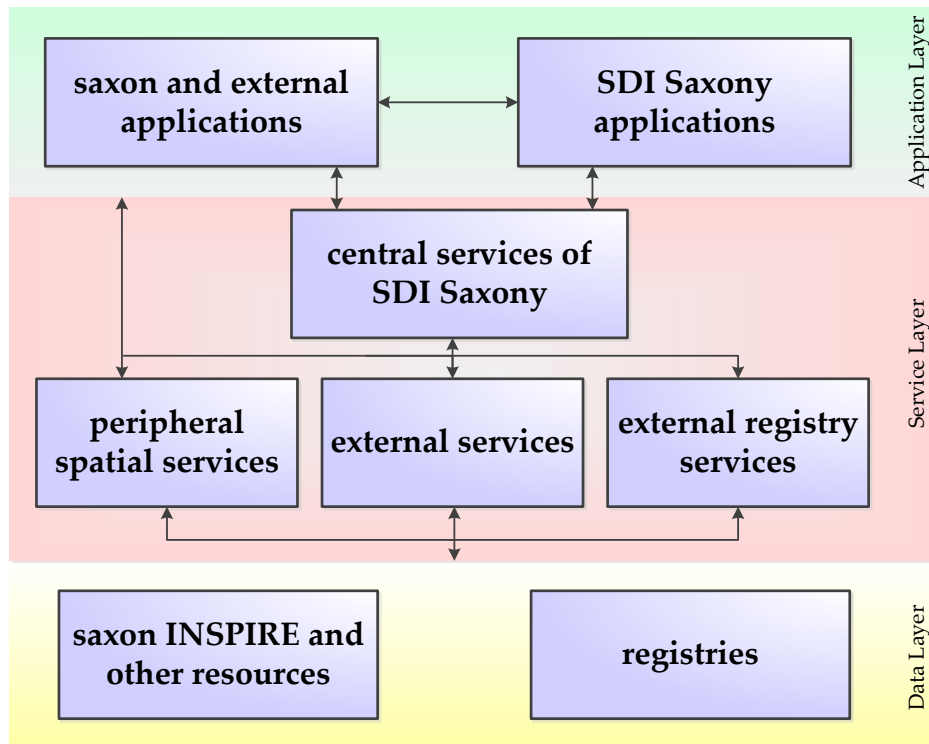 saxon and external
applications
SDI Saxony
applications
Application Layer
central services of
SDI Saxony
Service Layer
peripheral
spatial services
external services
external registry
services
saxon INSPIRE and
other resources
registries
Data Layer